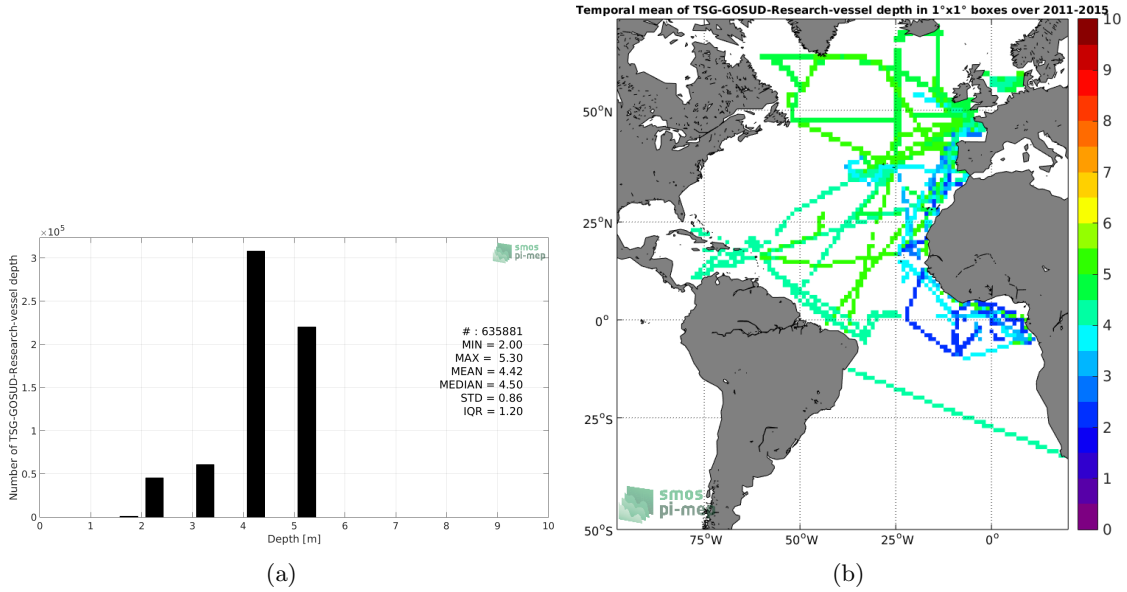 ×10⁵
3
2.5
2
1.5
1
0.5
0
Number of TSG-GOSUD-Research-vessel depth
smos
pi-mep
# : 635881
MIN = 2.00
MAX = 5.30
MEAN = 4.42
MEDIAN = 4.50
STD = 0.86
IQR = 1.20
0 1 2 3 4 5 6 7 8 9 10
Depth [m]
(a)
Temporal mean of TSG-GOSUD-Research-vessel depth in 1°x1° boxes over 2011-2015
50°N
25°N
0°
25°S
50°S
75°W 50°W 25°W 0°
smos
pi-mep
10
9
8
7
6
5
4
3
2
1
0
(b)